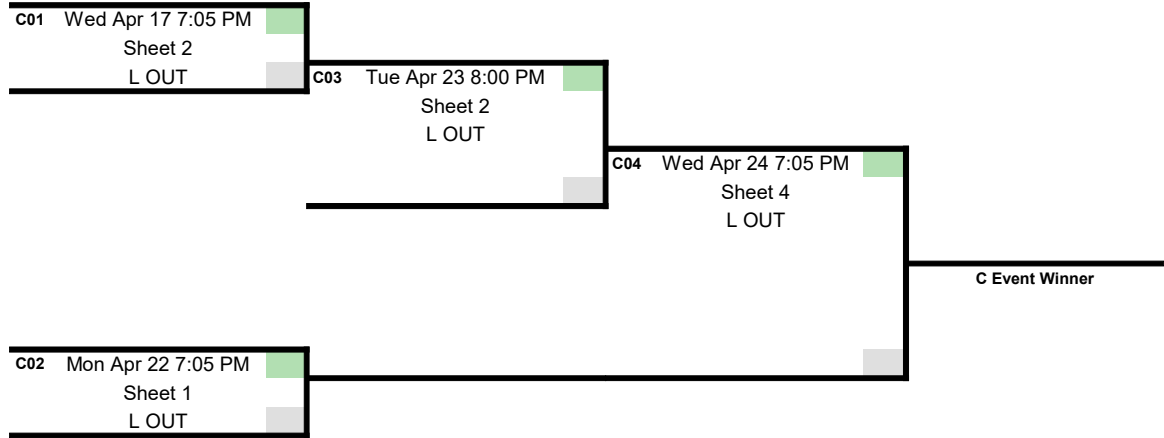 C01 Wed Apr 17 7:05 PM
Sheet 2
L OUT
C03 Tue Apr 23 8:00 PM
Sheet 2
L OUT
C04 Wed Apr 24 7:05 PM
Sheet 4
L OUT
C Event Winner
C02 Mon Apr 22 7:05 PM
Sheet 1
L OUT